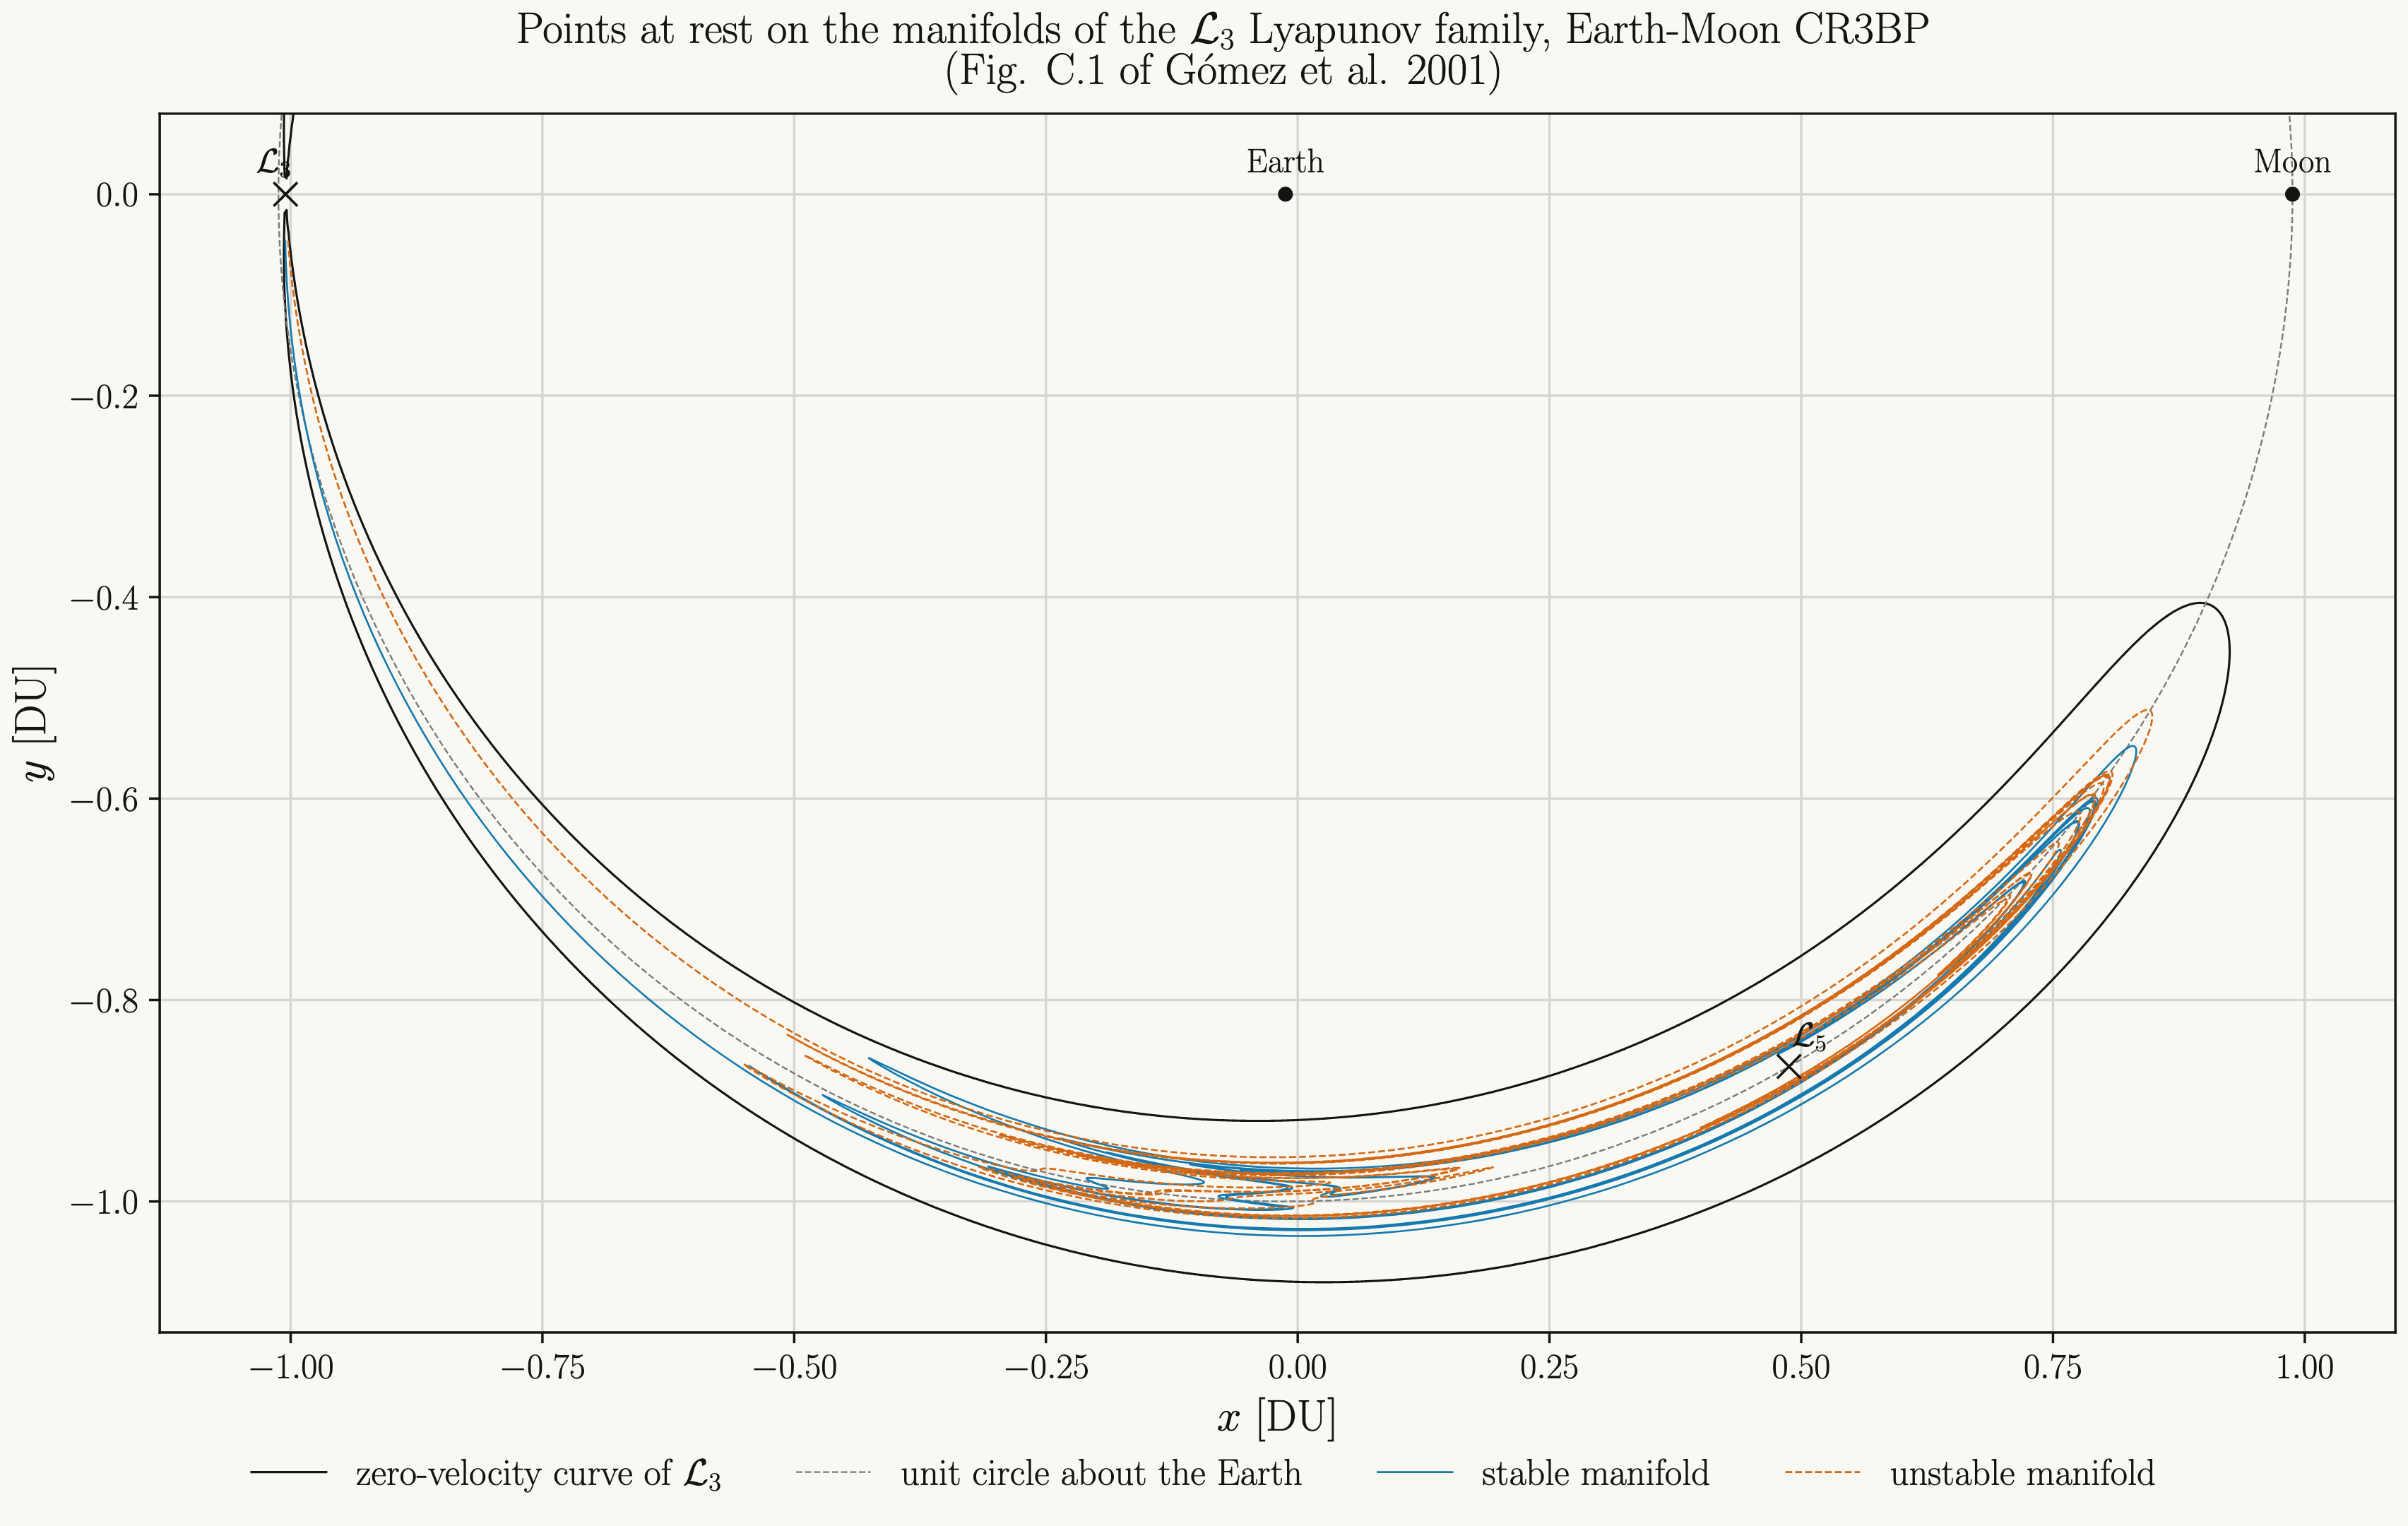 Points at rest on the manifolds of the ℒ₃ Lyapunov family, Earth-Moon CR3BP
(Fig. C.1 of Gómez et al. 2001)
ℒ₃
Earth
Moon
ℒ₅
0.0
−0.2
−0.4
−0.6
−0.8
−1.0
y [DU]
−1.00
−0.75
−0.50
−0.25
0.00
0.25
0.50
0.75
1.00
x [DU]
zero-velocity curve of ℒ₃
unit circle about the Earth
stable manifold
unstable manifold